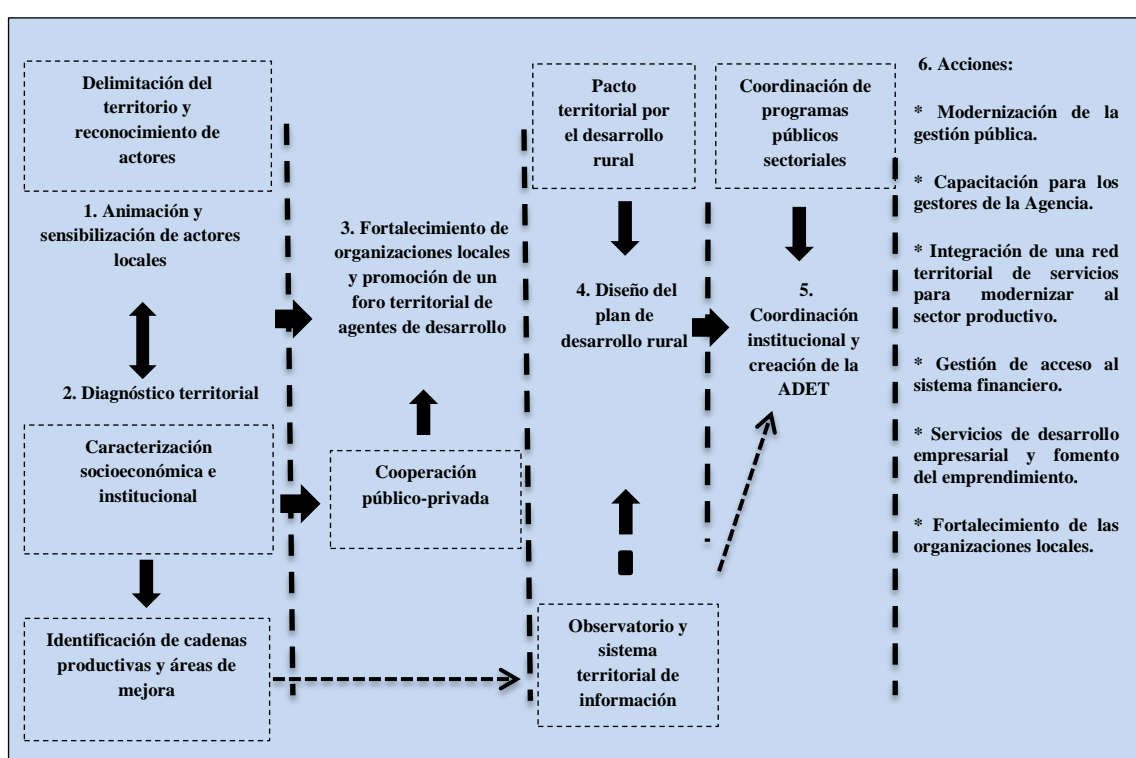 Delimitación del
territorio y
reconocimiento de
actores
1. Animación y
sensibilización de actores
locales
2. Diagnóstico territorial
Caracterización
socioeconómica e
institucional
Identificación de cadenas
productivas y áreas de
mejora
3. Fortalecimiento de
organizaciones locales
y promoción de un
foro territorial de
agentes de desarrollo
Cooperación
público-privada
Pacto
territorial por
el desarrollo
rural
4. Diseño del
plan de
desarrollo rural
Observatorio y
sistema
territorial de
información
Coordinación de
programas
públicos
sectoriales
5.
Coordinación
institucional y
creación de la
ADET
6. Acciones:
* Modernización de la
gestión pública.
* Capacitación para los
gestores de la Agencia.
* Integración de una red
territorial de servicios
para modernizar al
sector productivo.
* Gestión de acceso al
sistema financiero.
* Servicios de desarrollo
empresarial y fomento
del emprendimiento.
* Fortalecimiento de las
organizaciones locales.